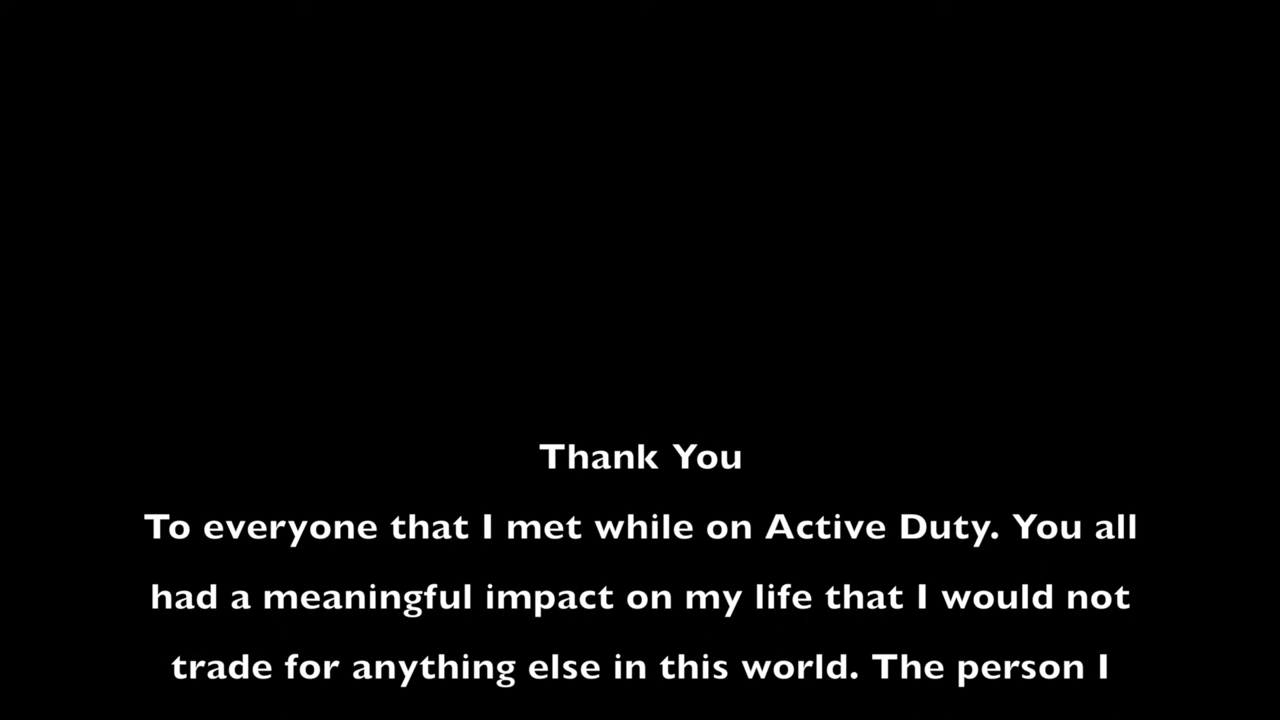 Thank You
To everyone that I met while on Active Duty. You all
had a meaningful impact on my life that I would not
trade for anything else in this world. The person I